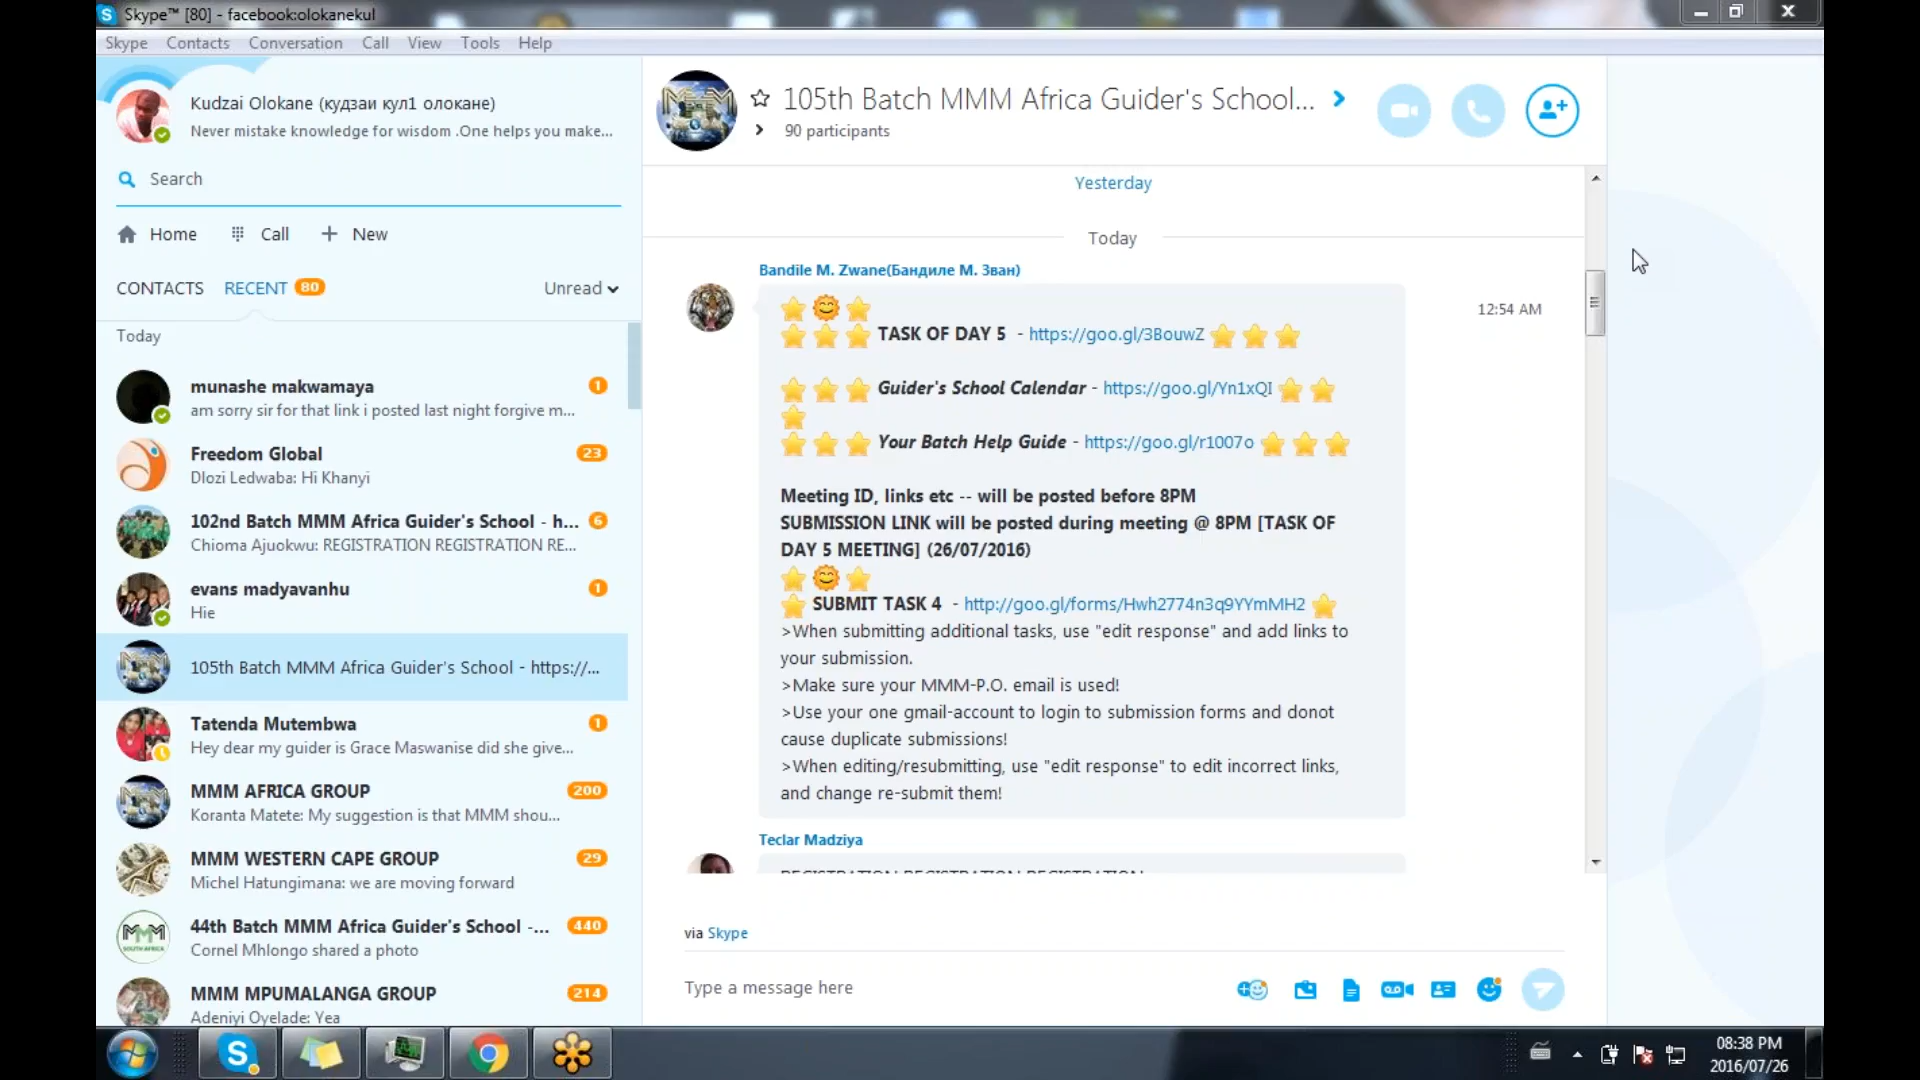 Skype™ [80] - facebook:olokanekul
Skype Contacts Conversation Call View Tools Help
Kudzai Olokane (кудзаи кул1 олокане)
Never mistake knowledge for wisdom .One helps you make...
Search
Home Call New
CONTACTS RECENT 80 Unread
Today
munashe makwamaya 1
am sorry sir for that link i posted last night forgive m...
Freedom Global 23
Dlozi Ledwaba: Hi Khanyi
102nd Batch MMM Africa Guider's School - h... 6
Chioma Ajuokwu: REGISTRATION REGISTRATION RE...
evans madyavanhu 1
Hie
105th Batch MMM Africa Guider's School - https://...
Tatenda Mutembwa 1
Hey dear my guider is Grace Maswanise did she give...
MMM AFRICA GROUP 200
Koranta Matete: My suggestion is that MMM shou...
MMM WESTERN CAPE GROUP 29
Michel Hatungimana: we are moving forward
44th Batch MMM Africa Guider's School -... 440
Cornel Mhlongo shared a photo
MMM MPUMALANGA GROUP 214
Adeniyi Oyelade: Yea
105th Batch MMM Africa Guider's School...
90 participants
Yesterday
Today
Bandile M. Zwane(Бандиле М. Зван)
12:54 AM
TASK OF DAY 5 - https://goo.gl/3BouwZ
Guider's School Calendar - https://goo.gl/Yn1xQI
Your Batch Help Guide - https://goo.gl/r1007o
Meeting ID, links etc -- will be posted before 8PM
SUBMISSION LINK will be posted during meeting @ 8PM [TASK OF
DAY 5 MEETING] (26/07/2016)
SUBMIT TASK 4 - http://goo.gl/forms/Hwh2774n3q9YYmMH2
>When submitting additional tasks, use "edit response" and add links to
your submission.
>Make sure your MMM-P.O. email is used!
>Use your one gmail-account to login to submission forms and donot
cause duplicate submissions!
>When editing/resubmitting, use "edit response" to edit incorrect links,
and change re-submit them!
Teclar Madziya
REGISTRATION REGISTRATION REGISTRATION
via Skype
Type a message here
08:38 PM
2016/07/26